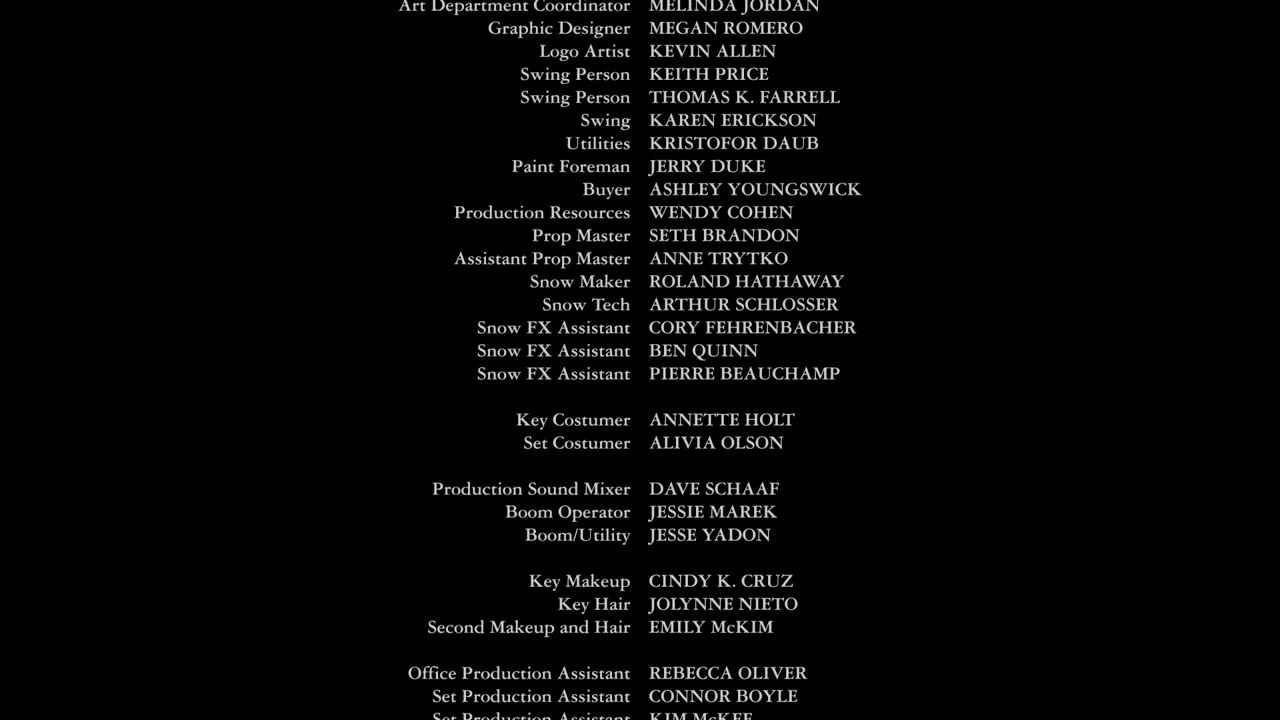 Art Department Coordinator MELINDA JORDAN
Graphic Designer MEGAN ROMERO
Logo Artist KEVIN ALLEN
Swing Person KEITH PRICE
Swing Person THOMAS K. FARRELL
Swing KAREN ERICKSON
Utilities KRISTOFOR DAUB
Paint Foreman JERRY DUKE
Buyer ASHLEY YOUNGSWICK
Production Resources WENDY COHEN
Prop Master SETH BRANDON
Assistant Prop Master ANNE TRYTKO
Snow Maker ROLAND HATHAWAY
Snow Tech ARTHUR SCHLOSSER
Snow FX Assistant CORY FEHRENBACHER
Snow FX Assistant BEN QUINN
Snow FX Assistant PIERRE BEAUCHAMP
Key Costumer ANNETTE HOLT
Set Costumer ALIVIA OLSON
Production Sound Mixer DAVE SCHAAF
Boom Operator JESSIE MAREK
Boom/Utility JESSE YADON
Key Makeup CINDY K. CRUZ
Key Hair JOLYNNE NIETO
Second Makeup and Hair EMILY McKIM
Office Production Assistant REBECCA OLIVER
Set Production Assistant CONNOR BOYLE
Set Production Assistant KIM McKEE